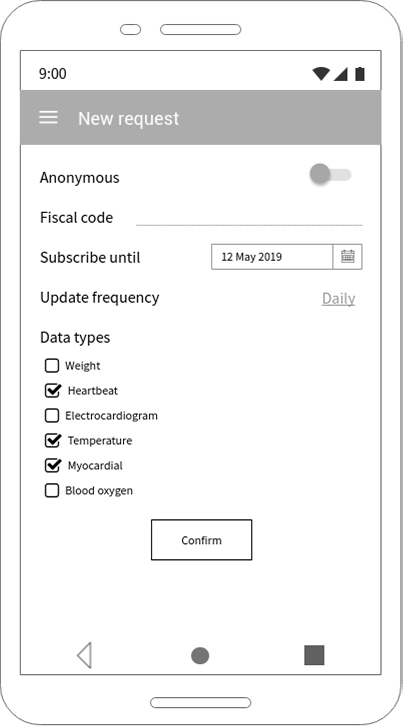 9:00
New request
Anonymous
Fiscal code
Subscribe until 12 May 2019
Update frequency Daily
Data types
Weight
Heartbeat
Electrocardiogram
Temperature
Myocardial
Blood oxygen
Confirm